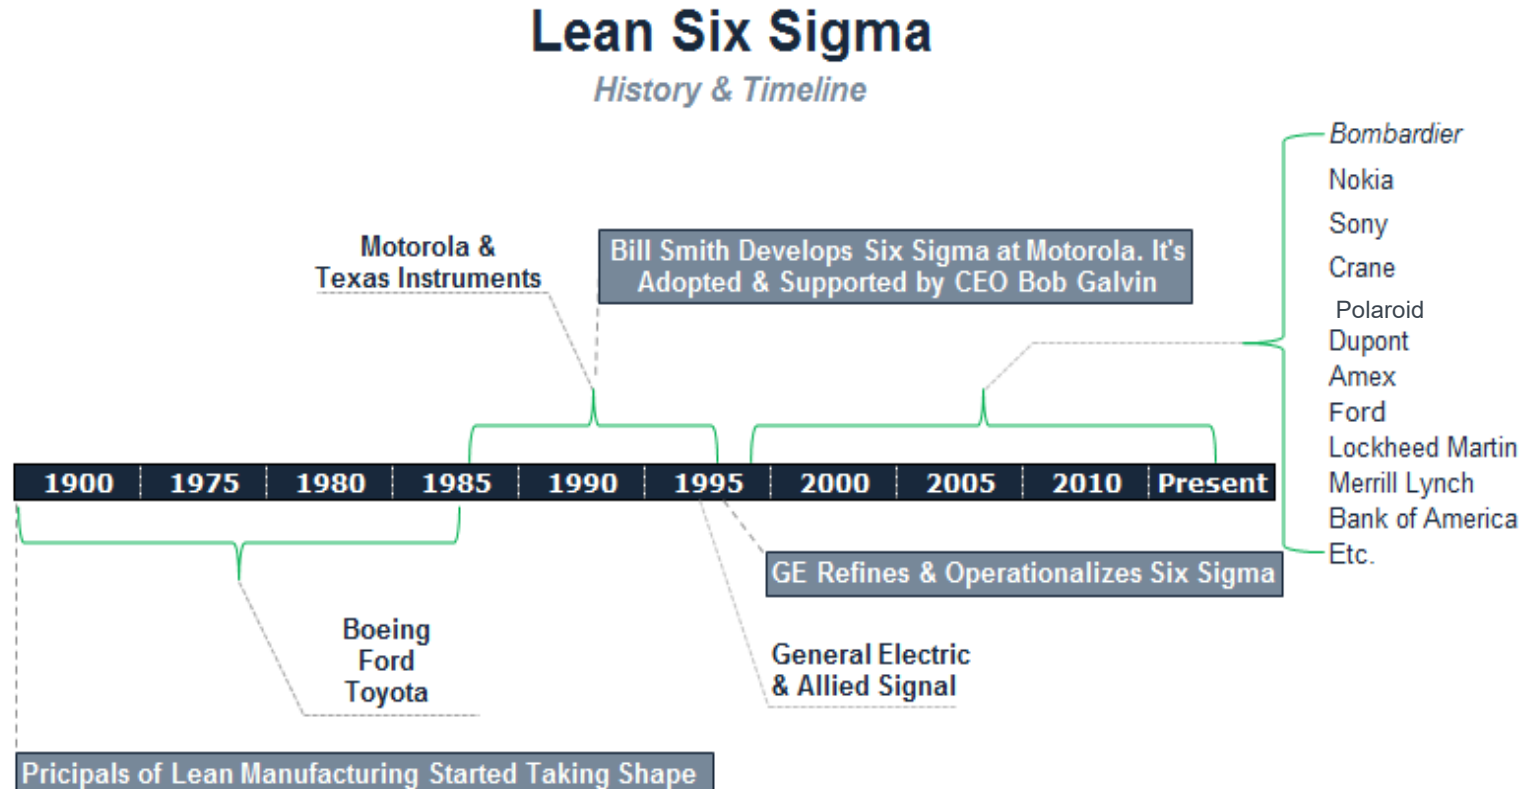 Lean Six Sigma
History & Timeline
Bombardier
Nokia
Sony
Crane
Polaroid
Dupont
Amex
Ford
Lockheed Martin
Merrill Lynch
Bank of America
Etc.
Motorola &
Texas Instruments
Bill Smith Develops Six Sigma at Motorola. It's
Adopted & Supported by CEO Bob Galvin
1900 1975 1980 1985 1990 1995 2000 2005 2010 Present
GE Refines & Operationalizes Six Sigma
Boeing
Ford
Toyota
General Electric
& Allied Signal
Pricipals of Lean Manufacturing Started Taking Shape